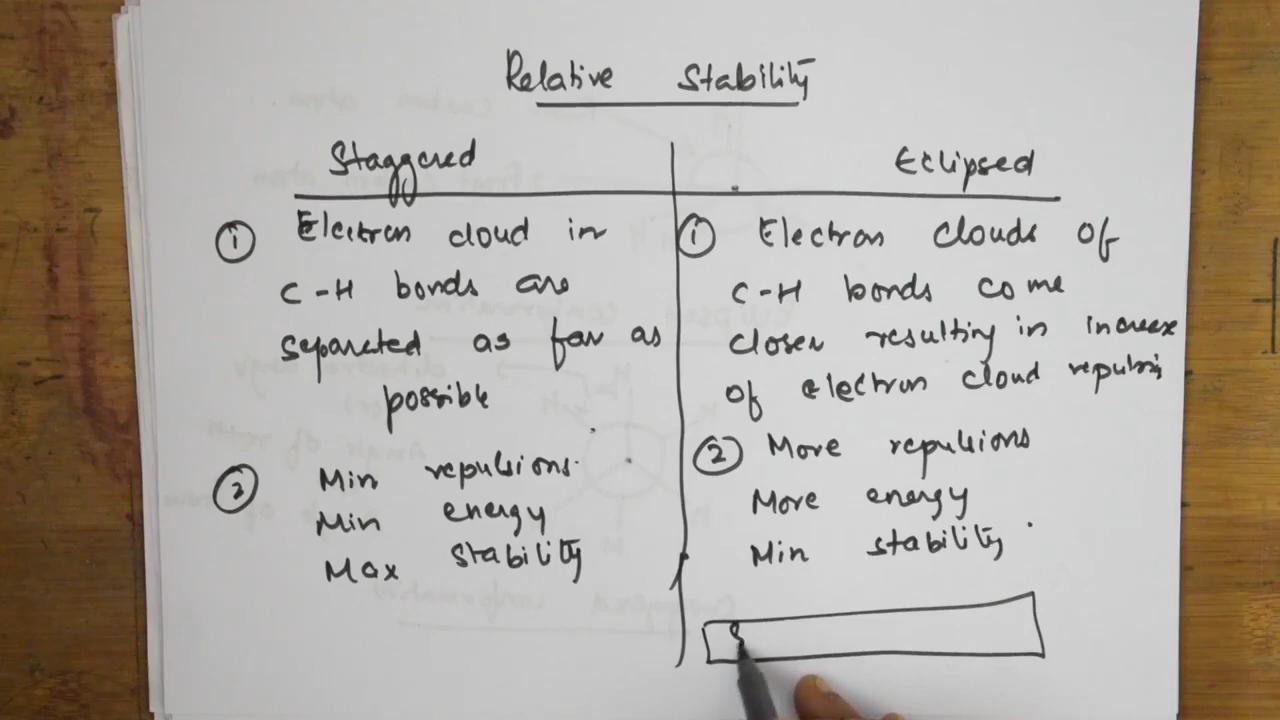 Relative Stability
Staggered
Eclipsed
① Electron cloud in
C-H bonds are
separated as far as
possible
② Min repulsions
Min energy
Max stability
① Electron clouds of
C-H bonds come
closer resulting in increase
of electron cloud
② More repulsions
More energy
Min stability